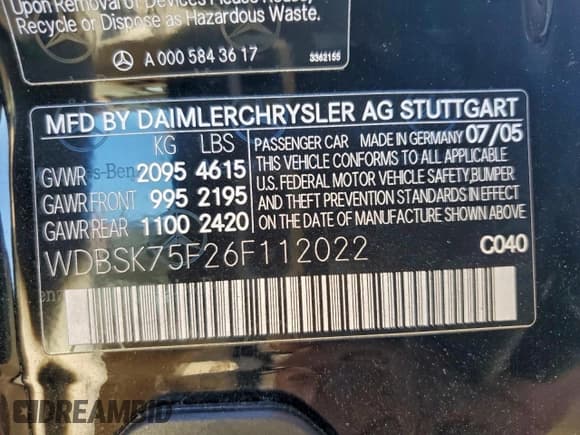 Upon Removal of Devices Please Reuse,
Recycle or Dispose as Hazardous Waste.
A 000 584 36 17
3362155
MFD BY DAIMLERCHRYSLER AG STUTTGART
KG LBS
GVWR 2095 4615
GAWR FRONT 995 2195
GAWR REAR 1100 2420
PASSENGER CAR MADE IN GERMANY 07/05
THIS VEHICLE CONFORMS TO ALL APPLICABLE
U.S. FEDERAL MOTOR VEHICLE SAFETY, BUMPER
AND THEFT PREVENTION STANDARDS IN EFFECT
ON THE DATE OF MANUFACTURE SHOWN ABOVE.
WDBSK75F26F112022
C040
DREAMBID